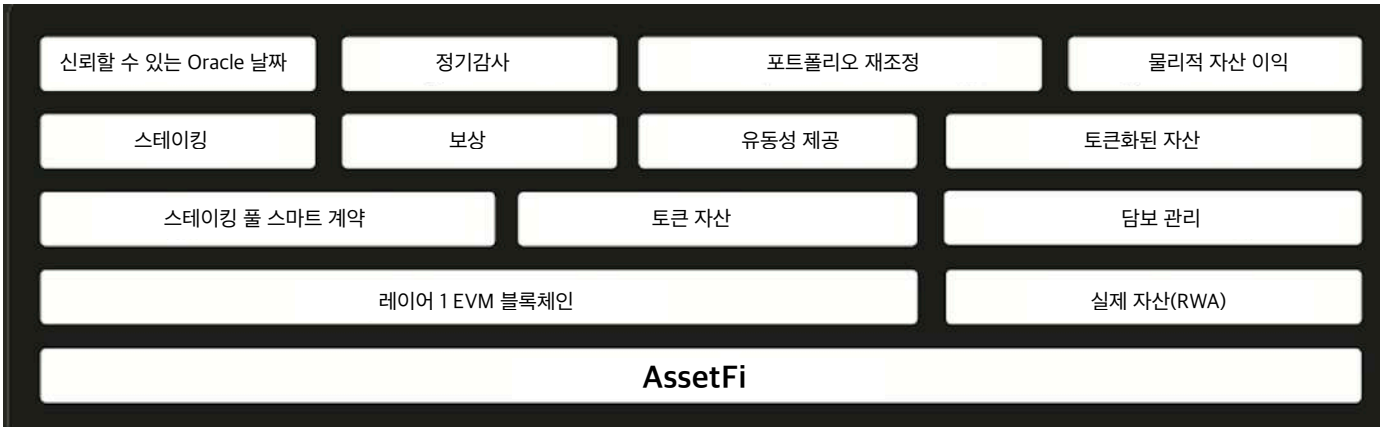 신뢰할 수 있는 Oracle 날짜
정기감사
포트폴리오 재조정
물리적 자산 이익
스테이킹
보상
유동성 제공
토큰화된 자산
스테이킹 풀 스마트 계약
토큰 자산
담보 관리
레이어 1 EVM 블록체인
실제 자산(RWA)
AssetFi